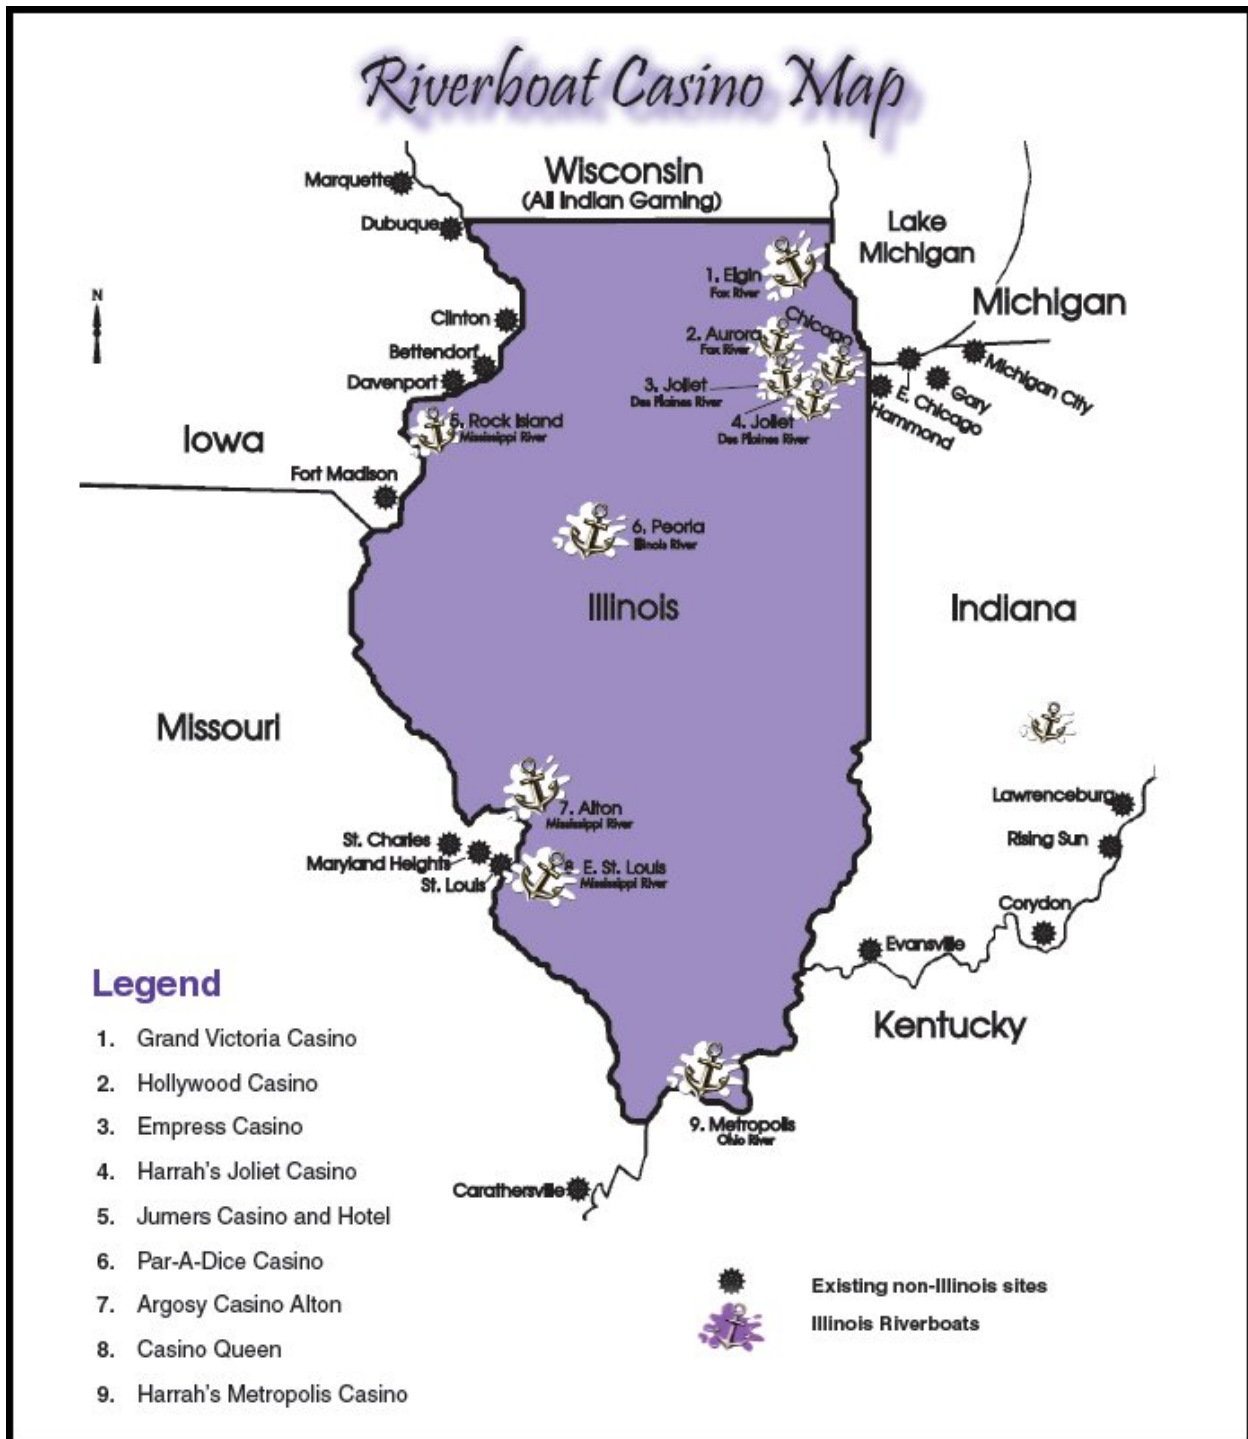 Riverboat Casino Map
Wisconsin
(All Indian Gaming)
Marquette
Dubuque
Lake
Michigan
1. Elgin
Fox River
N
Michigan
Clinton
Chicago
2. Aurora
Fox River
Bettendorf
Davenport
3. Joliet
Des Plaines River
Michigan City
Gary
E. Chicago
Hammond
4. Joliet
Des Plaines River
5. Rock Island
Mississippi River
Iowa
Fort Madison
6. Peoria
Illinois River
Illinois
Indiana
Missouri
Lawrenceburg
7. Alton
Mississippi River
St. Charles
Rising Sun
Maryland Heights
8 E. St. Louis
Mississippi River
St. Louis
Corydon
Evansville
Kentucky
Legend
1. Grand Victoria Casino
2. Hollywood Casino
3. Empress Casino
4. Harrah's Joliet Casino
5. Jumers Casino and Hotel
6. Par-A-Dice Casino
7. Argosy Casino Alton
8. Casino Queen
9. Harrah's Metropolis Casino
9. Metropolis
Ohio River
Carathersville
Existing non-Illinois sites
Illinois Riverboats